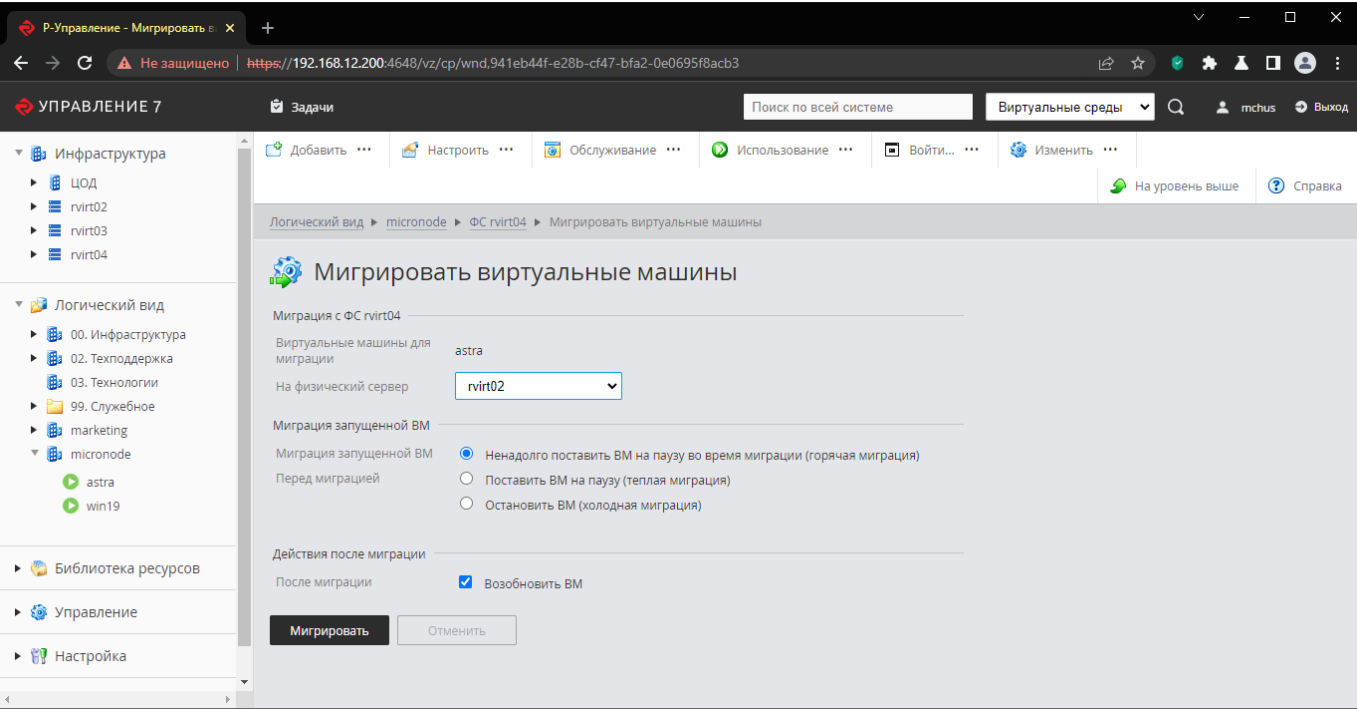 Р-Управление - Мигрировать в
Не защищено https://192.168.12.200:4648/vz/cp/wnd,941eb44f-e28b-cf47-bfa2-0e0695f8acb3
УПРАВЛЕНИЕ 7
Задачи
Поиск по всей системе
Виртуальные среды
mchus
Выход
Инфраструктура
ЦОД
rvirt02
rvirt03
rvirt04
Логический вид
00. Инфраструктура
02. Техподдержка
03. Технологии
99. Служебное
marketing
micronode
astra
win19
Библиотека ресурсов
Управление
Настройка
Добавить ···
Настроить ···
Обслуживание ···
Использование ···
Войти... ···
Изменить ···
На уровень выше
Справка
Логический вид ▸ micronode ▸ ФС rvirt04 ▸ Мигрировать виртуальные машины
Мигрировать виртуальные машины
Миграция с ФС rvirt04
Виртуальные машины для
миграции
astra
На физический сервер
rvirt02
Миграция запущенной ВМ
Миграция запущенной ВМ
Ненадолго поставить ВМ на паузу во время миграции (горячая миграция)
Перед миграцией
Поставить ВМ на паузу (теплая миграция)
Остановить ВМ (холодная миграция)
Действия после миграции
После миграции
Возобновить ВМ
Мигрировать
Отменить